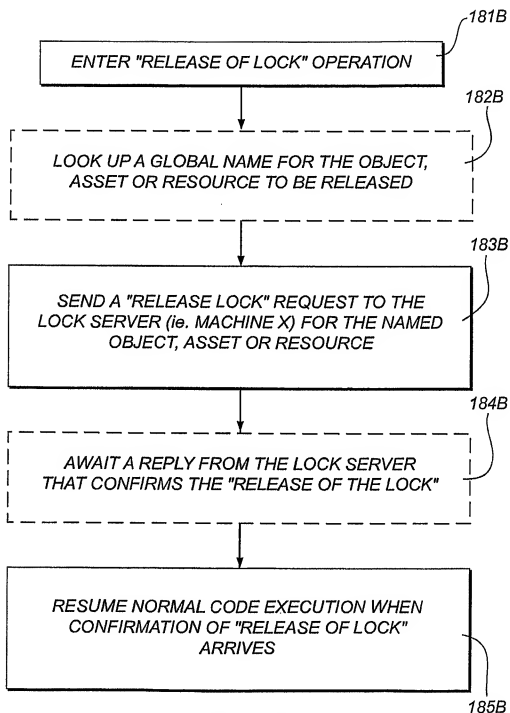 181B
ENTER "RELEASE OF LOCK" OPERATION
182B
LOOK UP A GLOBAL NAME FOR THE OBJECT,
ASSET OR RESOURCE TO BE RELEASED
183B
SEND A "RELEASE LOCK" REQUEST TO THE
LOCK SERVER (ie. MACHINE X) FOR THE NAMED
OBJECT, ASSET OR RESOURCE
184B
AWAIT A REPLY FROM THE LOCK SERVER
THAT CONFIRMS THE "RELEASE OF THE LOCK"
RESUME NORMAL CODE EXECUTION WHEN
CONFIRMATION OF "RELEASE OF LOCK"
ARRIVES
185B